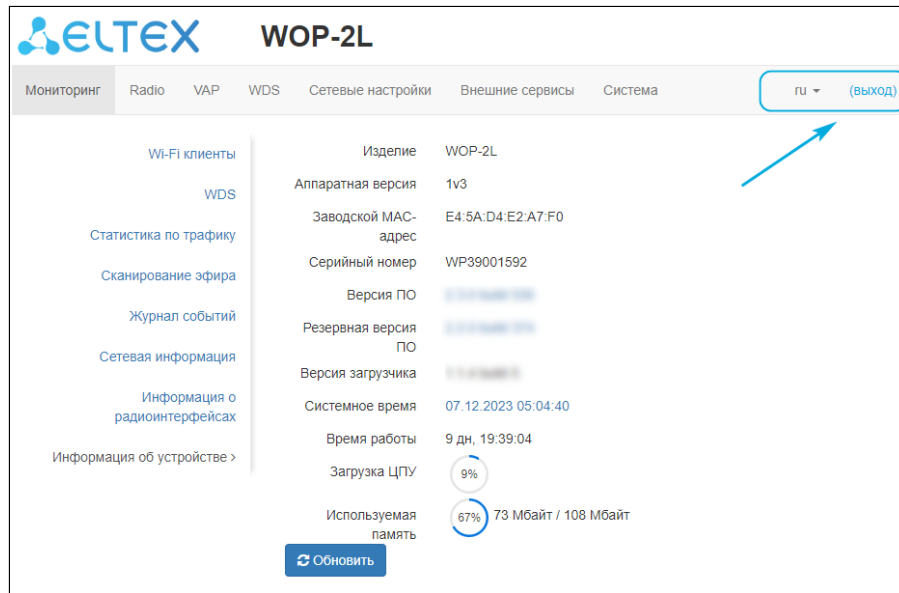 ELTEX WOP-2L
Мониторинг Radio VAP WDS Сетевые настройки Внешние сервисы Система ru (выход)
Wi-Fi клиенты
WDS
Статистика по трафику
Сканирование эфира
Журнал событий
Сетевая информация
Информация о
радиоинтерфейсах
Информация об устройстве >
Изделие WOP-2L
Аппаратная версия 1v3
Заводской MAC-
адрес E4:5A:D4:E2:A7:F0
Серийный номер WP39001592
Версия ПО
Резервная версия
ПО
Версия загрузчика
Системное время 07.12.2023 05:04:40
Время работы 9 дн, 19:39:04
Загрузка ЦПУ 9%
Используемая
память 67% 73 Мбайт / 108 Мбайт
Обновить